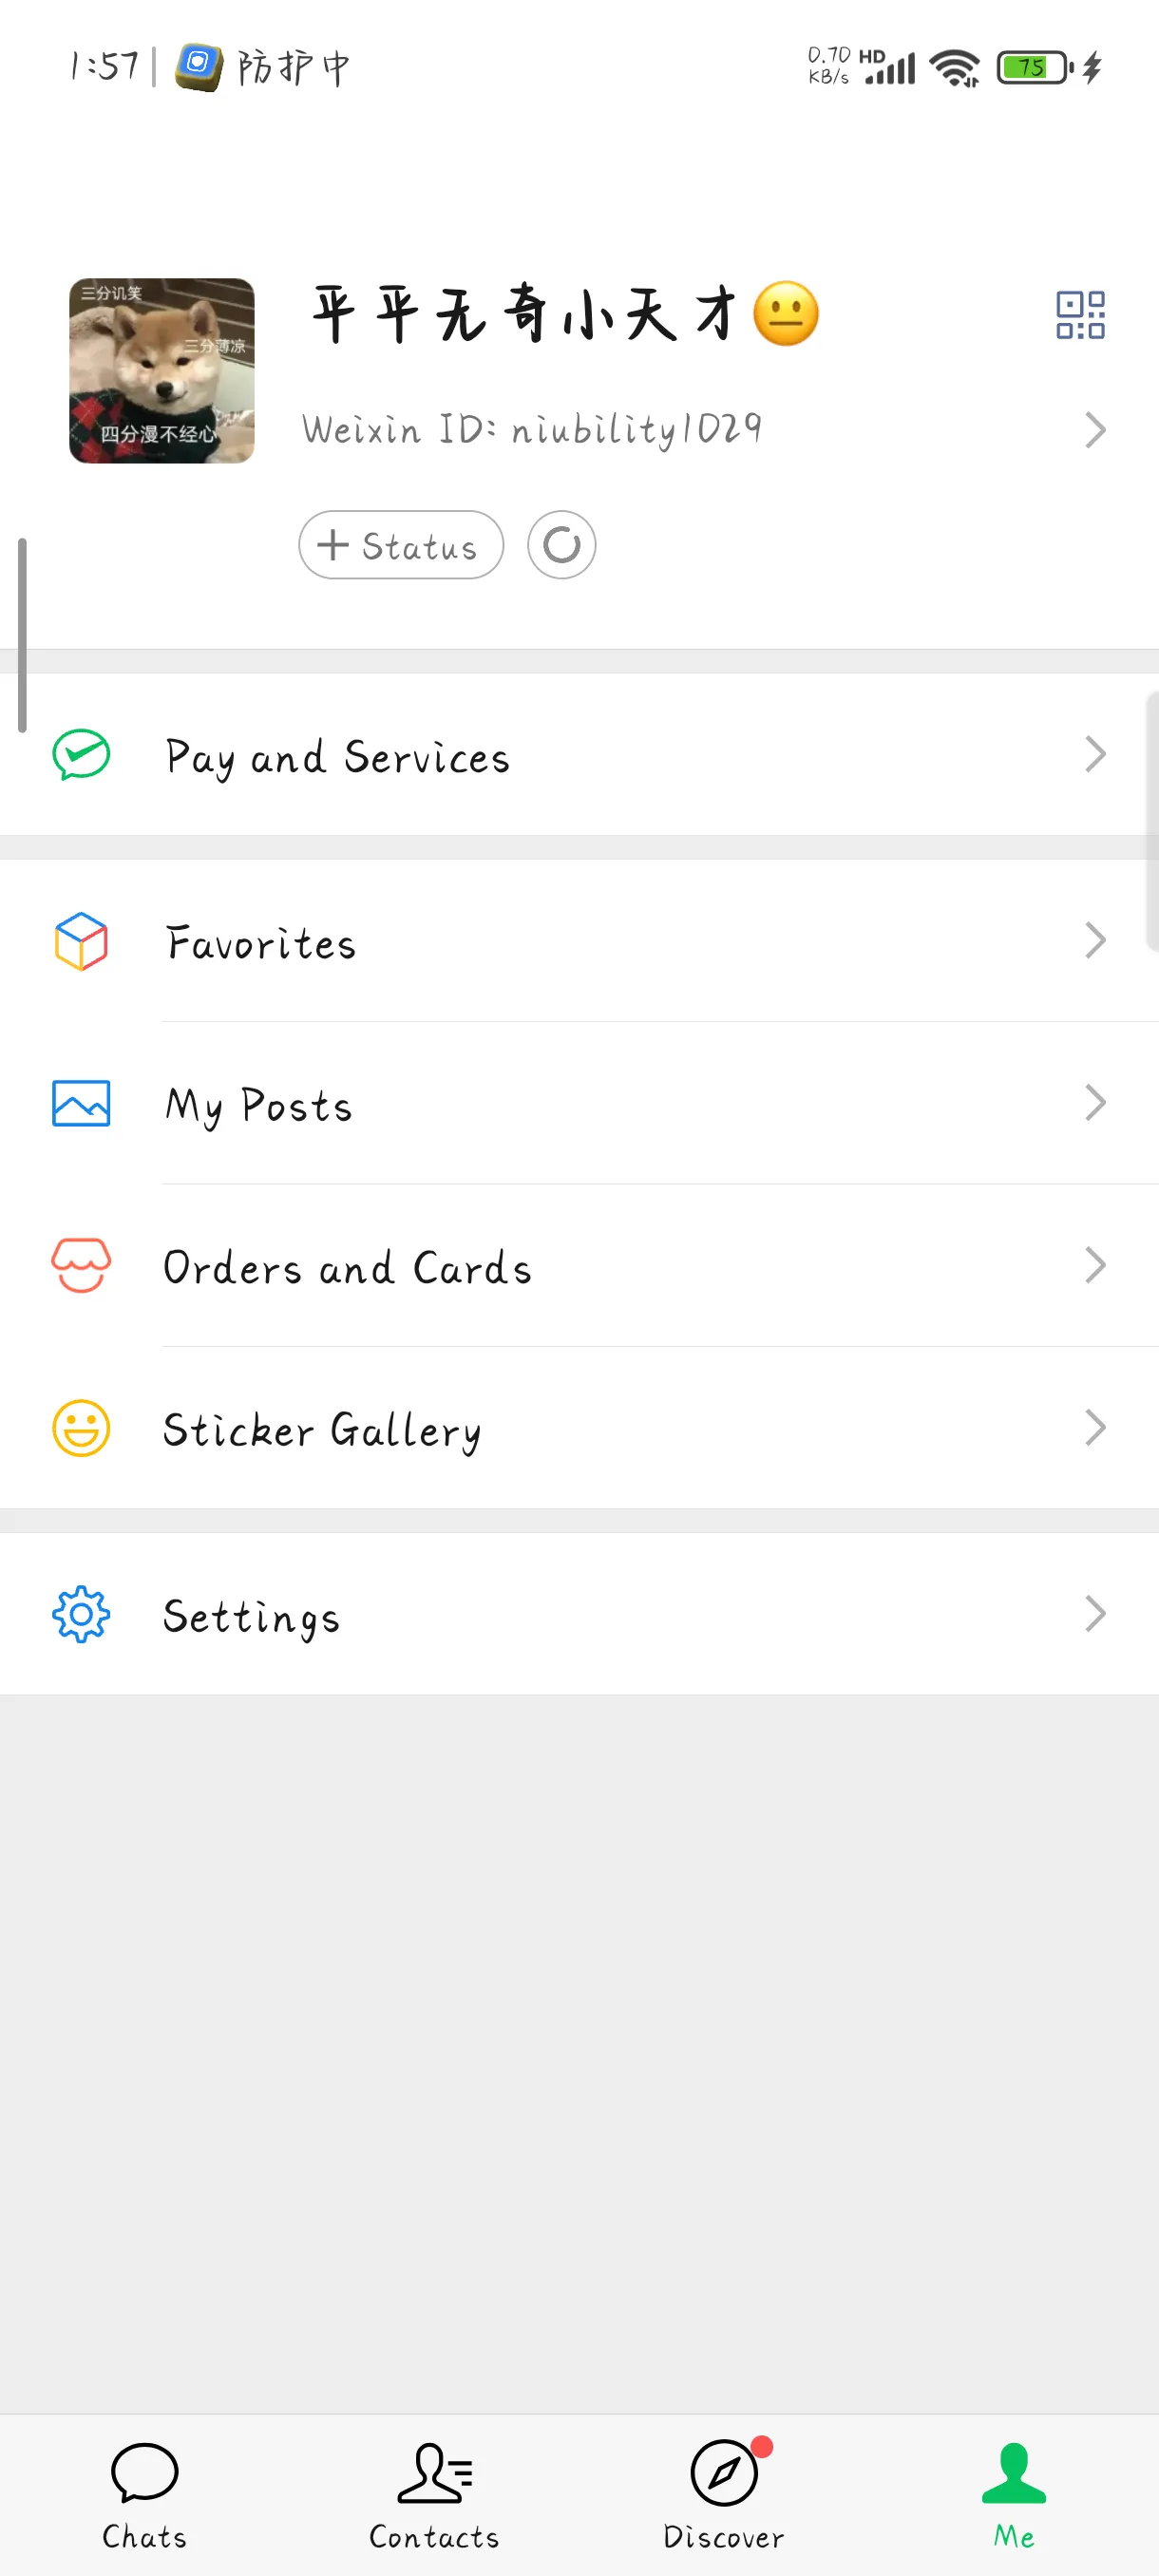 1:57 防护中 0.70 KB/s HD 75
三分讥笑
三分薄凉
四分漫不经心
平平无奇小天才😐
Weixin ID: niubility1029
+ Status
Pay and Services
Favorites
My Posts
Orders and Cards
Sticker Gallery
Settings
Chats Contacts Discover Me